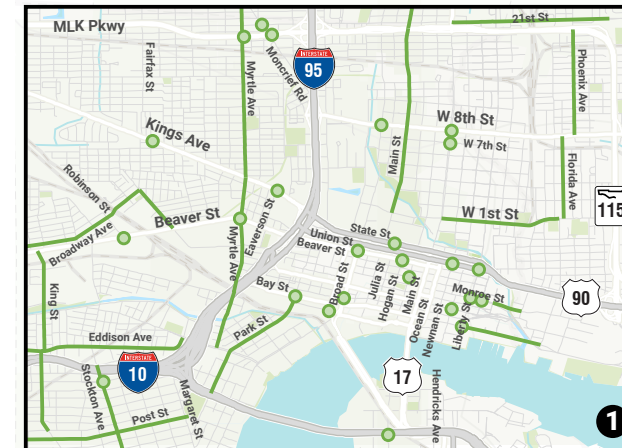 21st St
MLK Pkwy
Fairfax St
Myrtle Ave
Moncrief Rd
INTERSTATE
95
Phoenix Ave
Kings Ave
W 8th St
W 7th St
Main St
Robinson St
Florida Ave
Broadway Ave
Beaver St
Eaverson St
W 1st St
115
State St
Union St
Beaver St
Myrtle Ave
King St
Bay St
Broad St
Julia St
Hogan St
Main St
Ocean St
Newnan St
Liberty St
Monroe St
90
Park St
Eddison Ave
INTERSTATE
10
Stockton Ave
Margaret St
Post St
17
Hendricks Ave
1